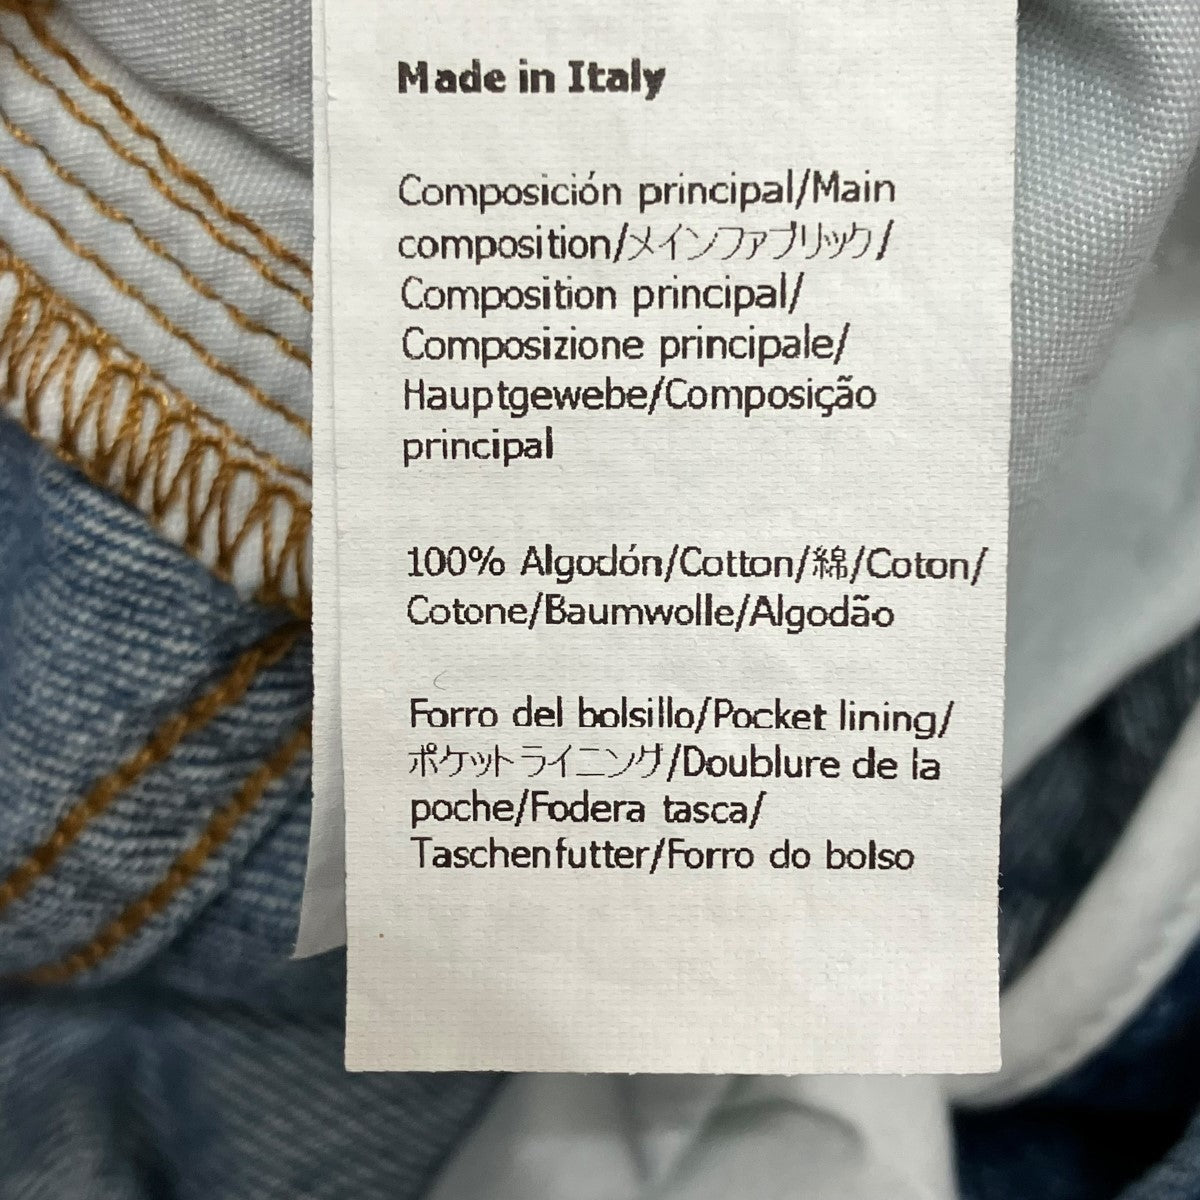 Made in Italy
Composición principal/Main
composition/メインファブリック/
Composition principal/
Composizione principale/
Hauptgewebe/Composição
principal
100% Algodón/Cotton/綿/Coton/
Cotone/Baumwolle/Algodão
Forro del bolsillo/Pocket lining/
ポケットライニング/Doublure de la
poche/Fodera tasca/
Taschenfutter/Forro do bolso